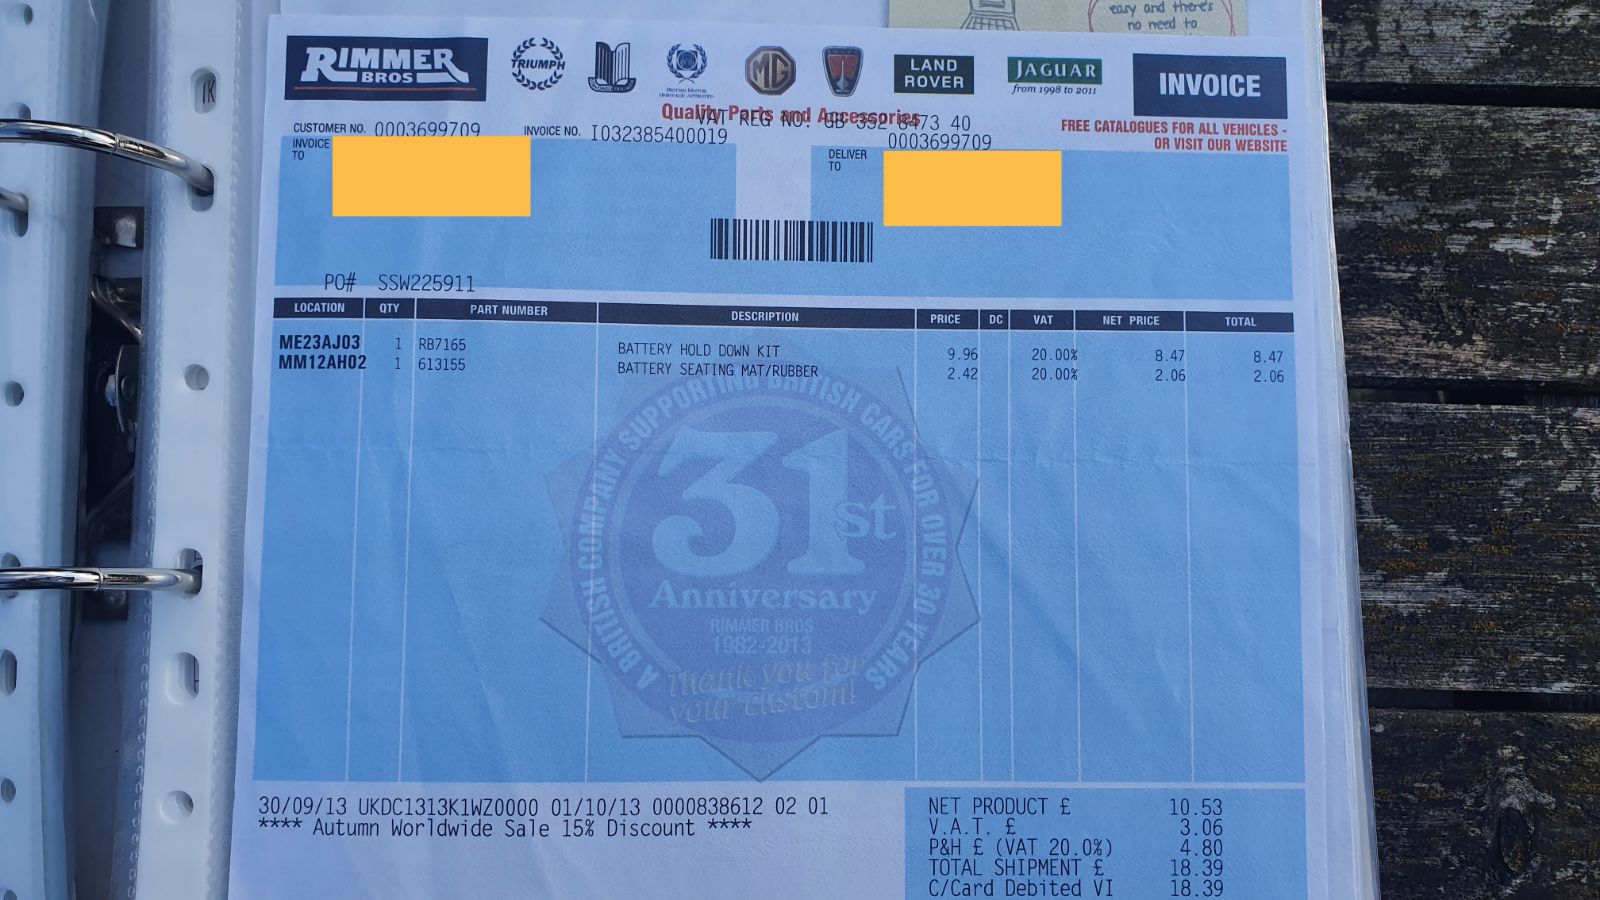 easy and there's
no need to
RIMMER
BROS
TRIUMPH
MG
LAND
ROVER
JAGUAR
from 1998 to 2011
INVOICE
Quality Parts and Accessories
VAT REG NO. GB 352 8473 40
FREE CATALOGUES FOR ALL VEHICLES -
OR VISIT OUR WEBSITE
CUSTOMER NO. 0003699709
INVOICE NO. I032385400019
0003699709
INVOICE
TO
DELIVER
TO
PO# SSW225911
LOCATION QTY PART NUMBER DESCRIPTION PRICE DC VAT NET PRICE TOTAL
ME23AJ03 1 RB7165 BATTERY HOLD DOWN KIT 9.96 20.00% 8.47 8.47
MM12AH02 1 613155 BATTERY SEATING MAT/RUBBER 2.42 20.00% 2.06 2.06
A BRITISH COMPANY SUPPORTING BRITISH CARS FOR OVER 30 YEARS
31st
Anniversary
RIMMER BROS
1982-2013
Thank you for
your custom!
30/09/13 UKDC1313K1WZ0000 01/10/13 0000838612 02 01
**** Autumn Worldwide Sale 15% Discount ****
NET PRODUCT £ 10.53
V.A.T. £ 3.06
P&H £ (VAT 20.0%) 4.80
TOTAL SHIPMENT £ 18.39
C/Card Debited VI 18.39